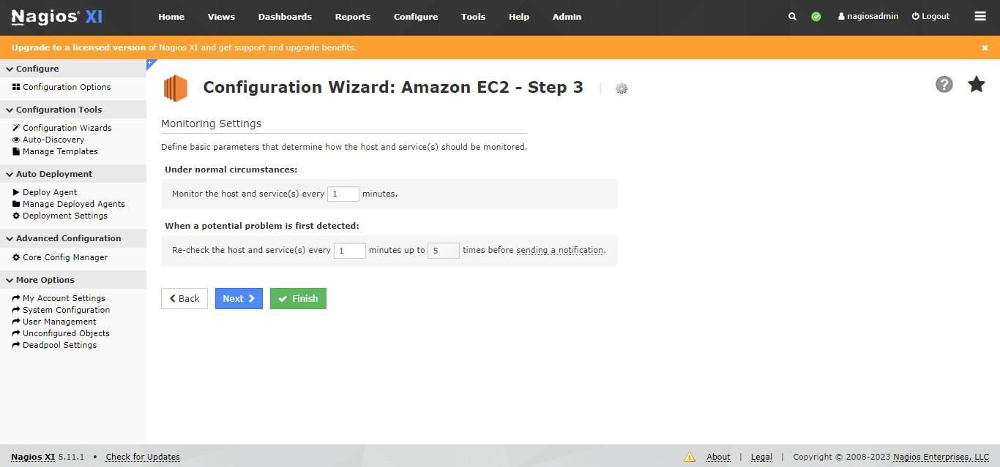 Nagios® XI Home Views Dashboards Reports Configure Tools Help Admin nagiosadmin Logout
Upgrade to a licensed version of Nagios XI and get support and upgrade benefits.
Configure
Configuration Options
Configuration Tools
Configuration Wizards
Auto-Discovery
Manage Templates
Auto Deployment
Deploy Agent
Manage Deployed Agents
Deployment Settings
Advanced Configuration
Core Config Manager
More Options
My Account Settings
System Configuration
User Management
Unconfigured Objects
Deadpool Settings
Configuration Wizard: Amazon EC2 - Step 3
Monitoring Settings
Define basic parameters that determine how the host and service(s) should be monitored.
Under normal circumstances:
Monitor the host and service(s) every 1 minutes.
When a potential problem is first detected:
Re-check the host and service(s) every 1 minutes up to 5 times before sending a notification.
Back Next Finish
Nagios XI 5.11.1 • Check for Updates About | Legal | Copyright © 2008-2023 Nagios Enterprises, LLC